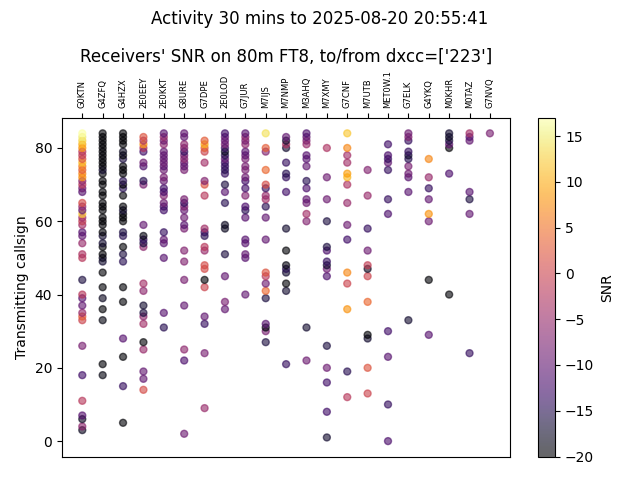 Activity 30 mins to 2025-08-20 20:55:41
Receivers' SNR on 80m FT8, to/from dxcc=['223']
G0KTN G4ZFQ G4HZX 2E0EEY 2E0KKT G8URE G7DPE 2E0LOD G7JUR M7IJS M7NMP M3AHQ M7XMY G7CNF M7UTB MET0W.1 G7ELK G4YKQ M0KHR M0TAZ G7NVQ
80
60
40
20
0
Transmitting callsign
15
10
5
0
−5
−10
−15
−20
SNR